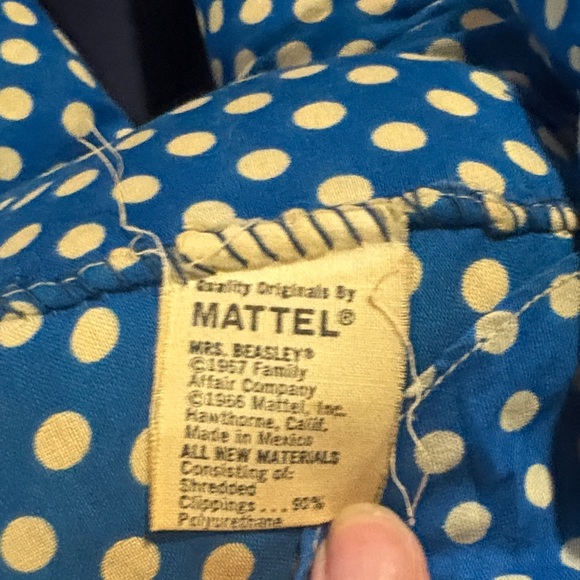 Quality Originals By
MATTEL®
MRS. BEASLEY®
©1967 Family
Affair Company
©1966 Mattel, Inc.
Hawthorne, Calif.
Made in Mexico
ALL NEW MATERIALS
Consisting of:
Shredded
Clippings ... 90%
Polyurethane